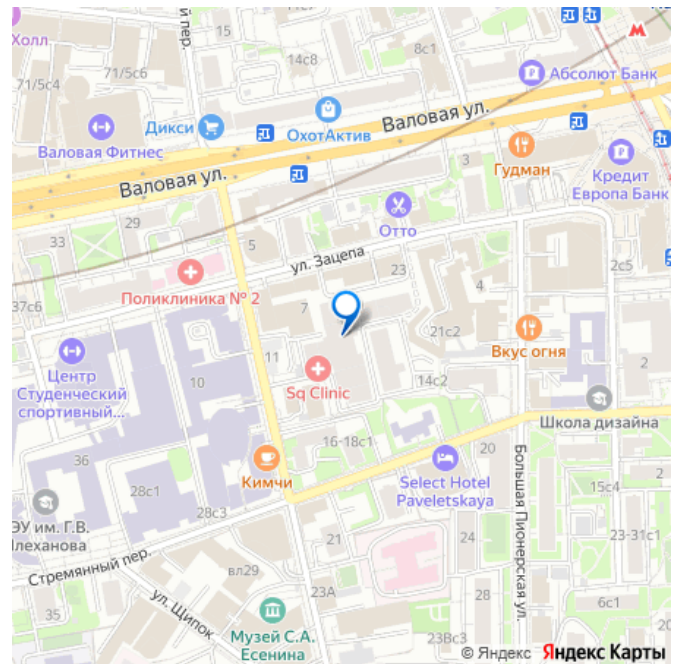 Холл
пер.
14с8
8с1
71/5с6
71/5с4
Абсолют Банк
Валовая ул.
Дикси
ОхотАктив
Валовая Фитнес
Гудман
3
Кредит
Европа Банк
Валовая ул.
Отто
29
33
5
ул. Зацепа
23
2с5
4
Поликлиника № 2
37с6
7
21с2
Вкус огня
11
Центр
Студенческий
спортивный...
10
Sq Clinic
14с2
2
Школа дизайна
36
16-18с1
20
Кимчи
Select Hotel
Paveletskaya
Большая Пионерская ул.
2
28с1
15с4
28с3
ЭУ им. Г.В.
Плеханова
21
23-31с1
Стремянный пер.
вл29
23А
ул. Щипок
28
6с1
35
Музей С.А.
Есенина
23Вс3
© Яндекс Яндекс Карты